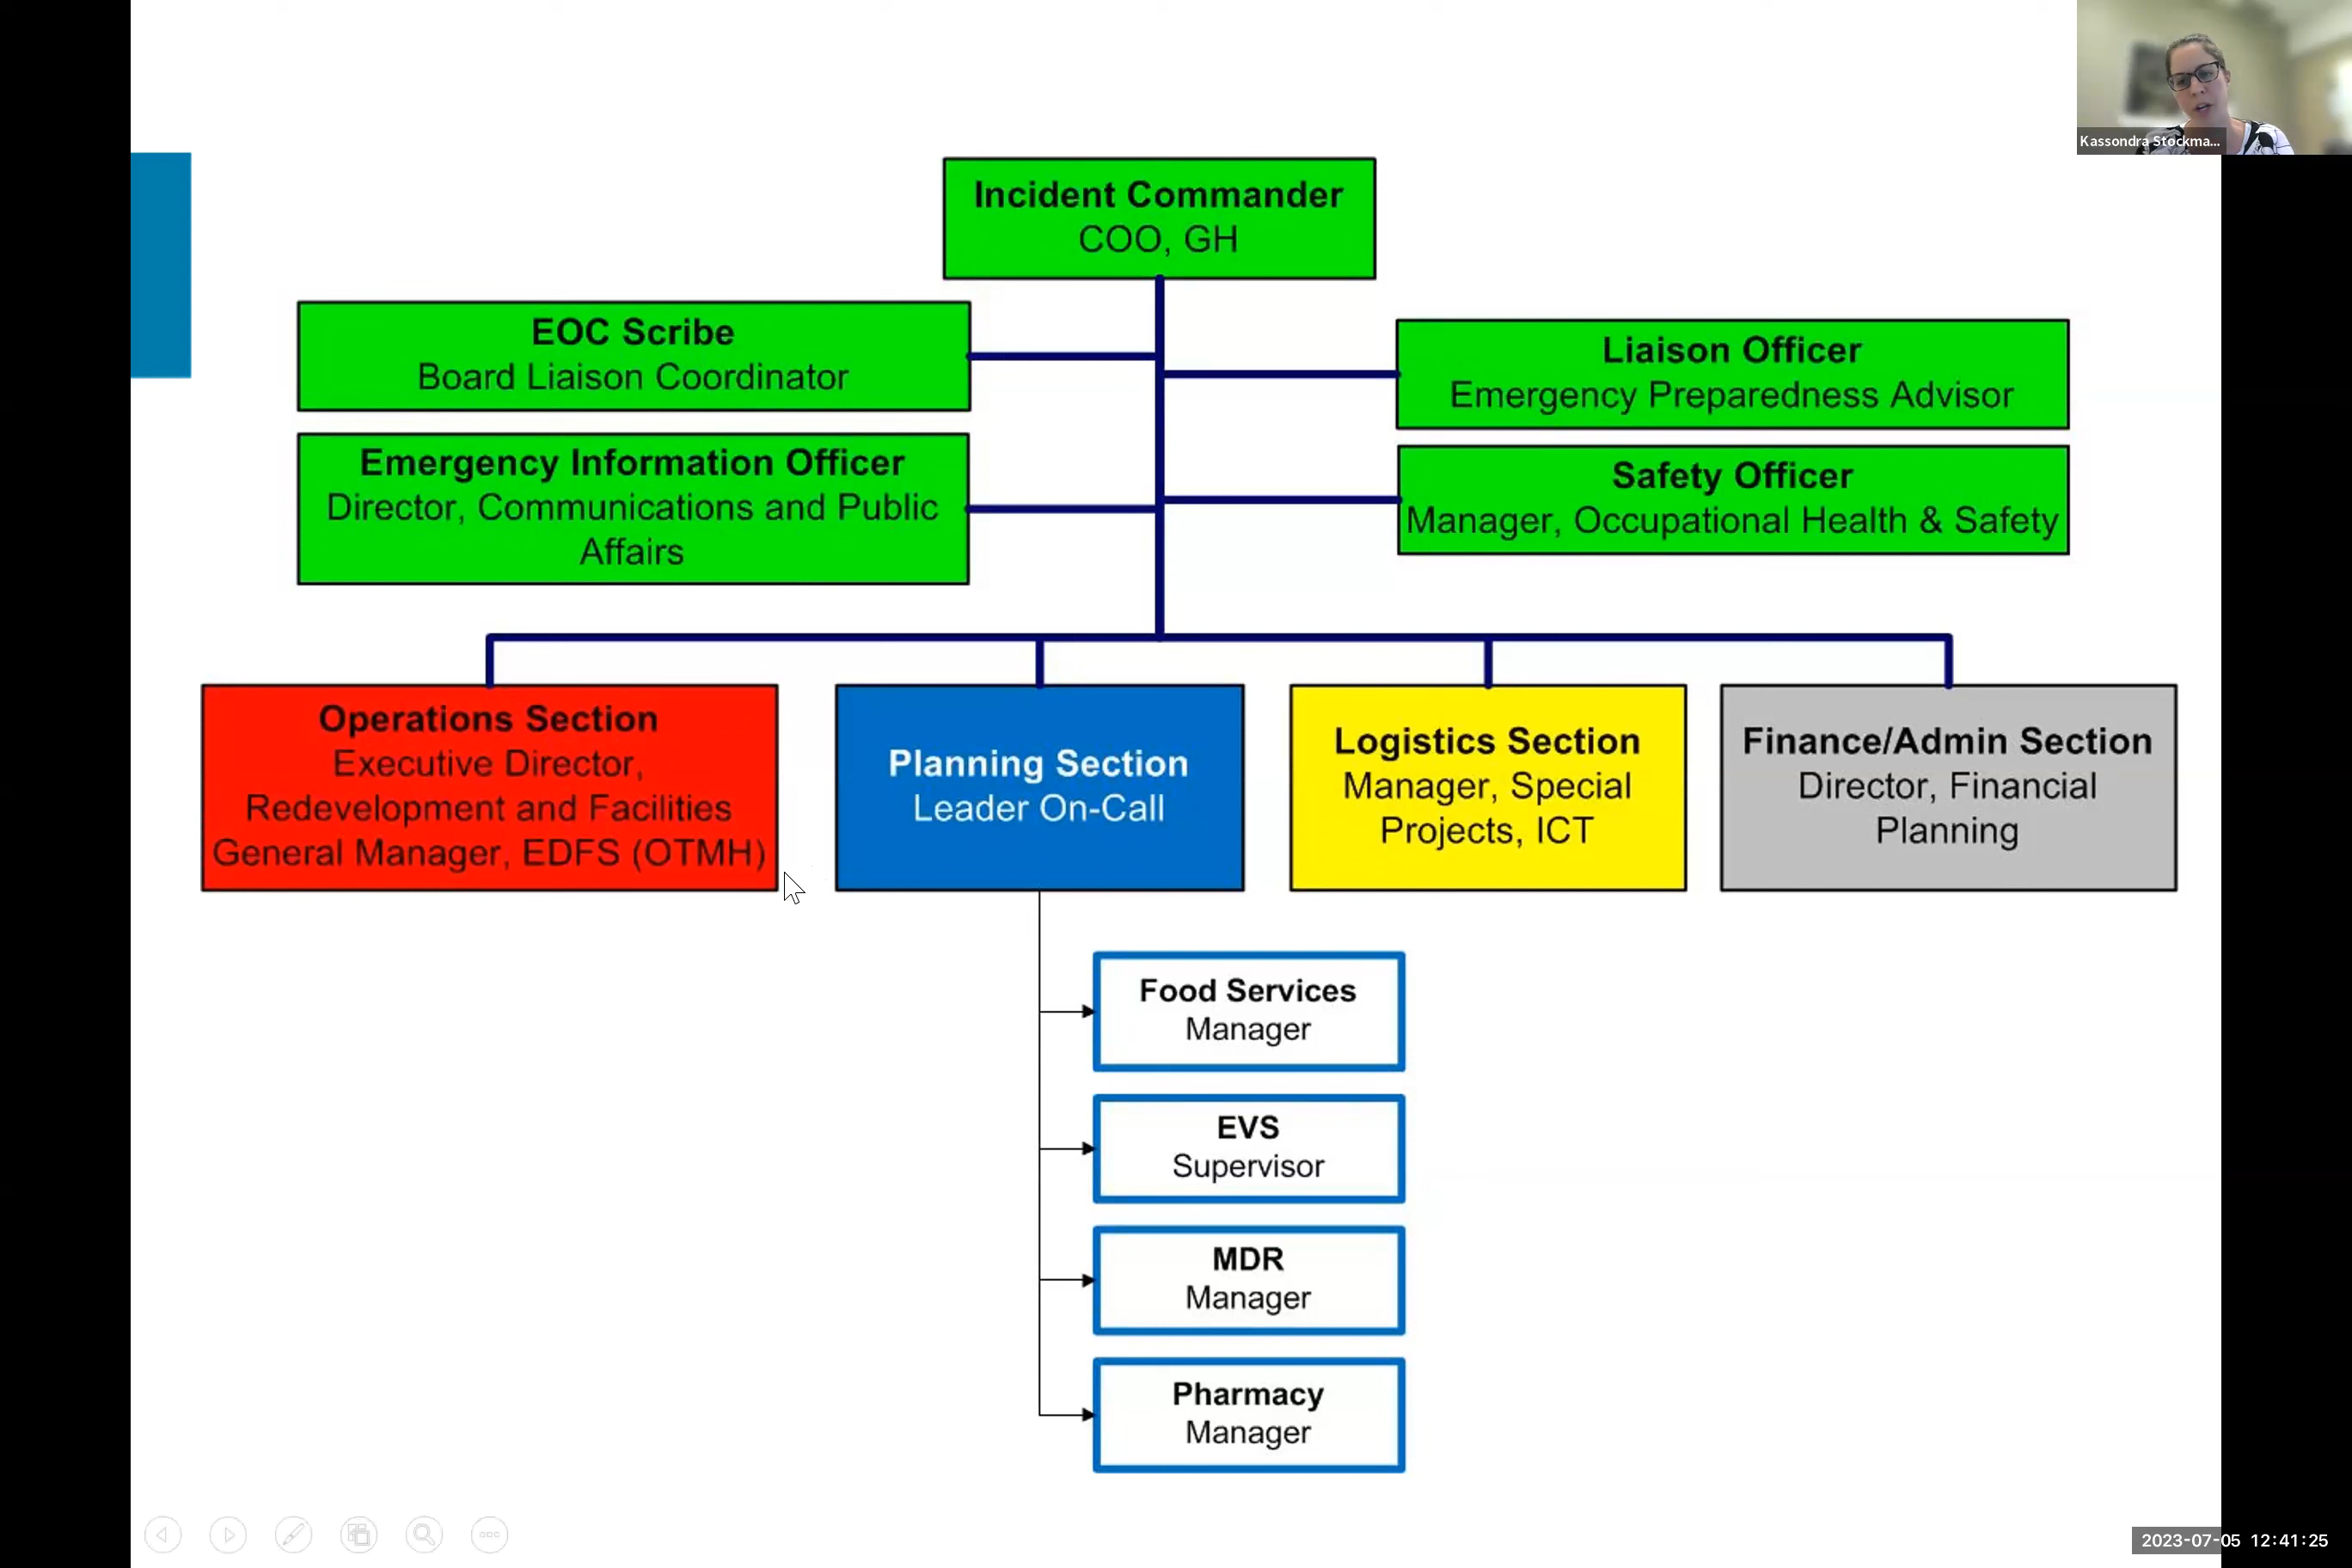 Kassondra Stockma...
Incident Commander
COO, GH
EOC Scribe
Board Liaison Coordinator
Liaison Officer
Emergency Preparedness Advisor
Emergency Information Officer
Director, Communications and Public
Affairs
Safety Officer
Manager, Occupational Health & Safety
Operations Section
Executive Director,
Redevelopment and Facilities
General Manager, EDFS (OTMH)
Planning Section
Leader On-Call
Logistics Section
Manager, Special
Projects, ICT
Finance/Admin Section
Director, Financial
Planning
Food Services
Manager
EVS
Supervisor
MDR
Manager
Pharmacy
Manager
2023-07-05 12:41:25